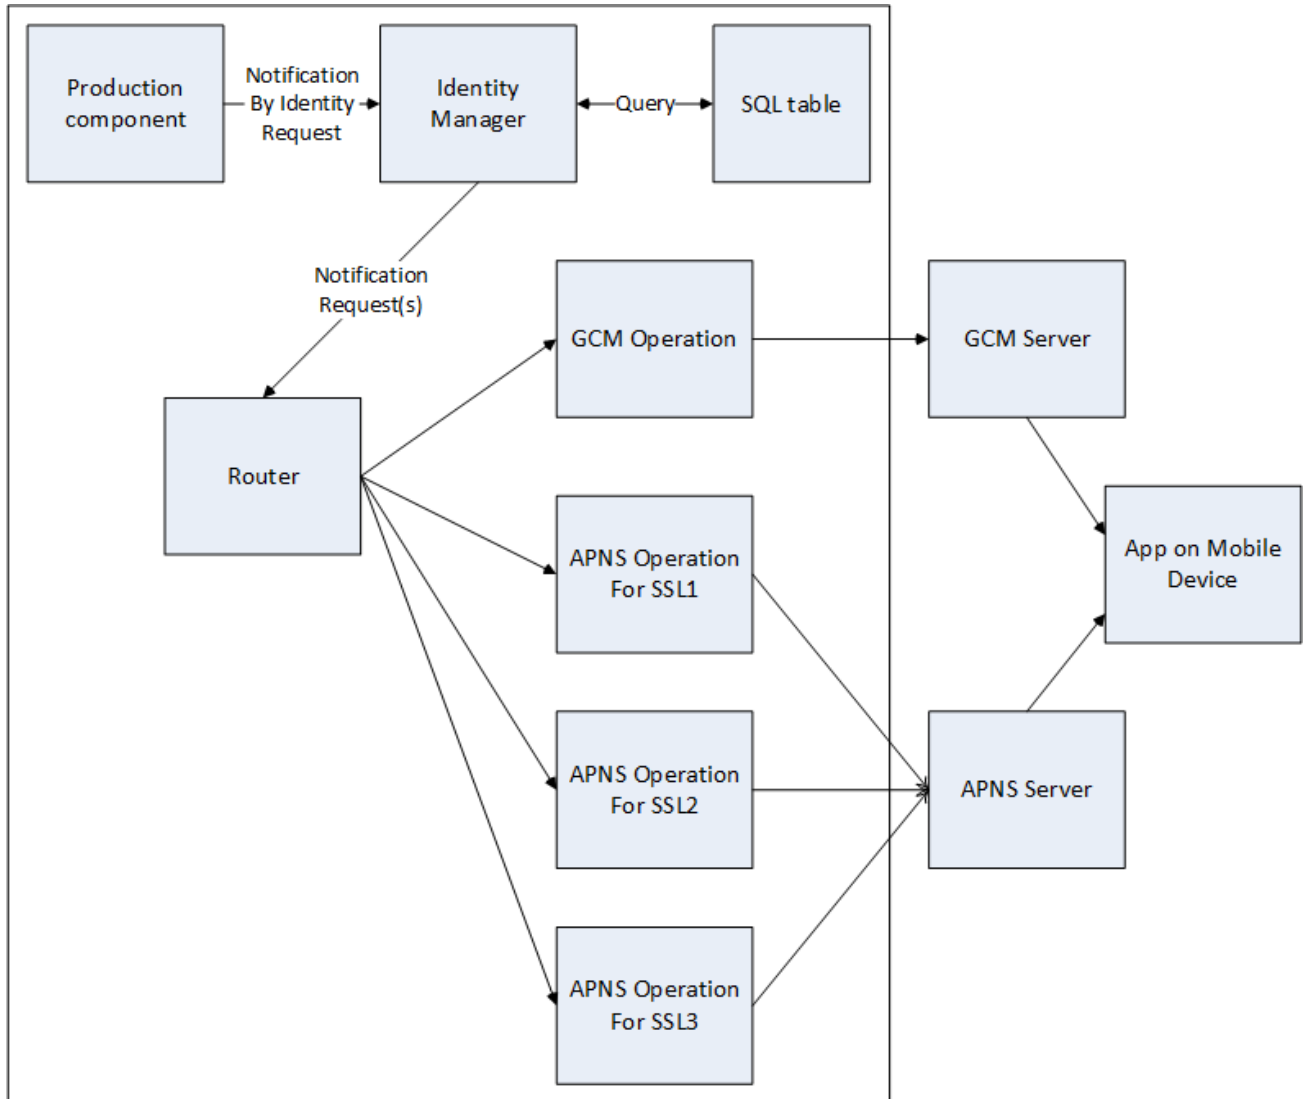 Production
component
Notification
By Identity
Request
Identity
Manager
Query
SQL table
Notification
Request(s)
GCM Operation
GCM Server
Router
APNS Operation
For SSL1
App on Mobile
Device
APNS Operation
For SSL2
APNS Server
APNS Operation
For SSL3